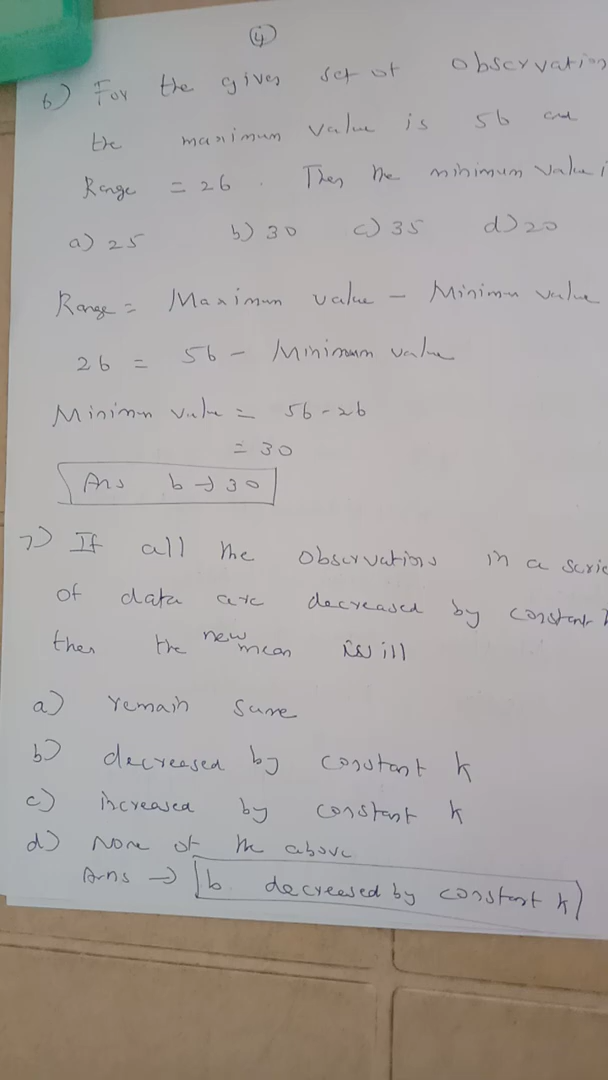 4
6) For the given set of observation
the maximum value is 56 and
Range = 26. Then the minimum value i
a) 25 b) 30 c) 35 d) 20
Range = Maximum value - Minimum value
26 = 56 - Minimum value
Minimum value = 56-26
= 30
Ans b → 30
7) If all the observations in a serie
of data are decreased by constant
then the new mean will
a) remain same
b) decreased by constant k
c) increased by constant k
d) None of the above
Ans → b decreased by constant k